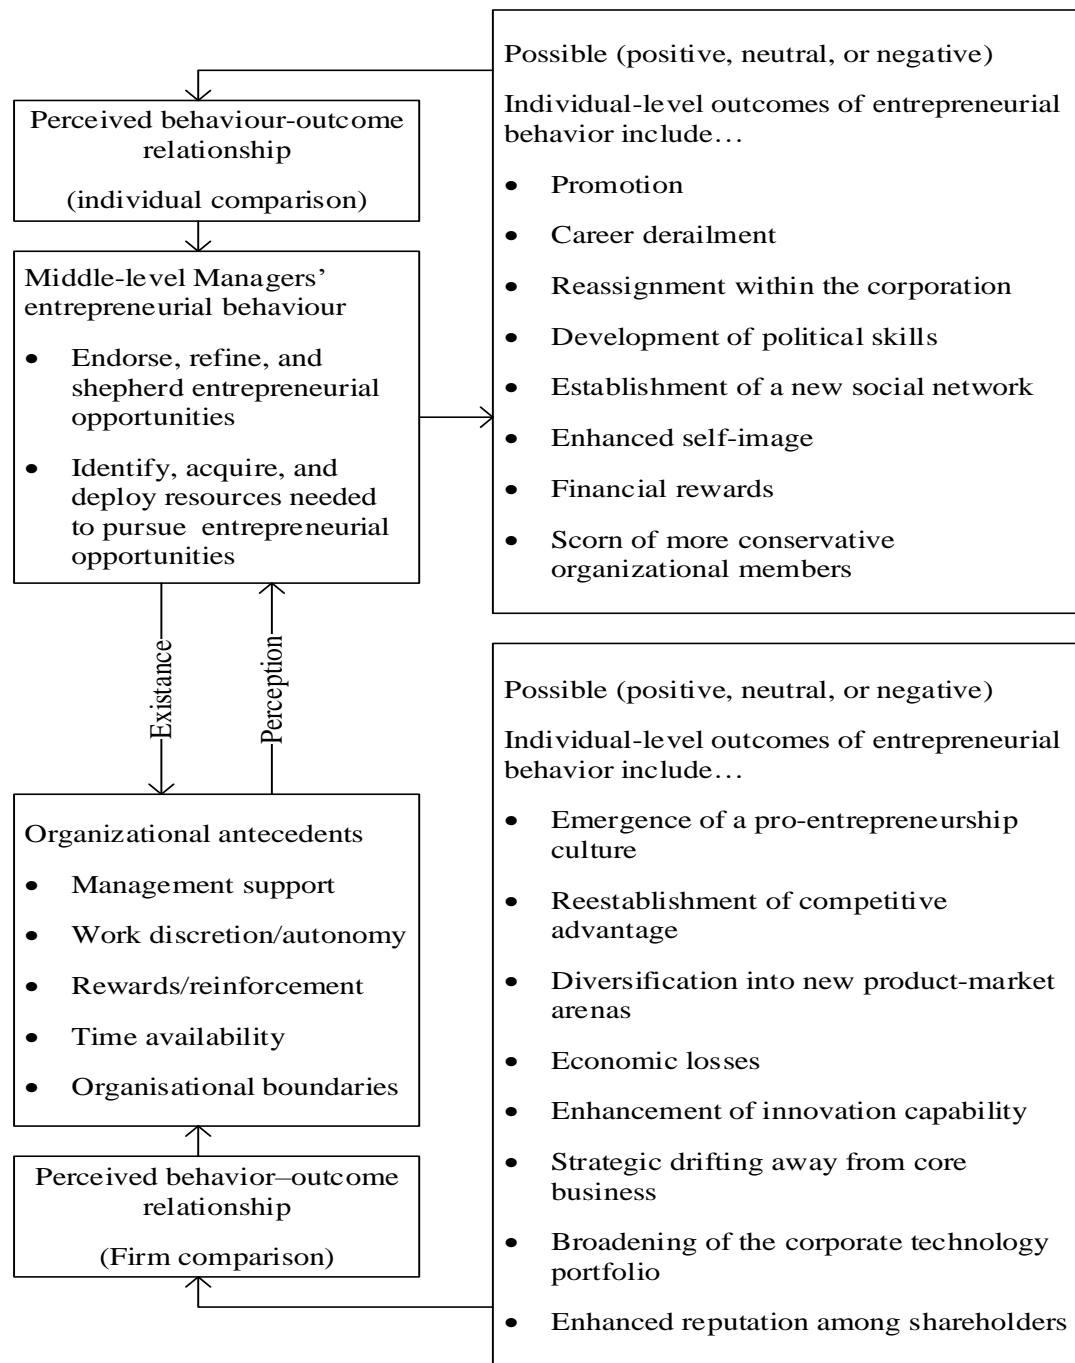 Perceived behaviour-outcome
relationship
(individual comparison)
Middle-level Managers’
entrepreneurial behaviour
• Endorse, refine, and
shepherd entrepreneurial
opportunities
• Identify, acquire, and
deploy resources needed
to pursue entrepreneurial
opportunities
Existance
Perception
Organizational antecedents
• Management support
• Work discretion/autonomy
• Rewards/reinforcement
• Time availability
• Organisational boundaries
Perceived behavior–outcome
relationship
(Firm comparison)
Possible (positive, neutral, or negative)
Individual-level outcomes of entrepreneurial
behavior include…
• Promotion
• Career derailment
• Reassignment within the corporation
• Development of political skills
• Establishment of a new social network
• Enhanced self-image
• Financial rewards
• Scorn of more conservative
organizational members
Possible (positive, neutral, or negative)
Individual-level outcomes of entrepreneurial
behavior include…
• Emergence of a pro-entrepreneurship
culture
• Reestablishment of competitive
advantage
• Diversification into new product-market
arenas
• Economic losses
• Enhancement of innovation capability
• Strategic drifting away from core
business
• Broadening of the corporate technology
portfolio
• Enhanced reputation among shareholders